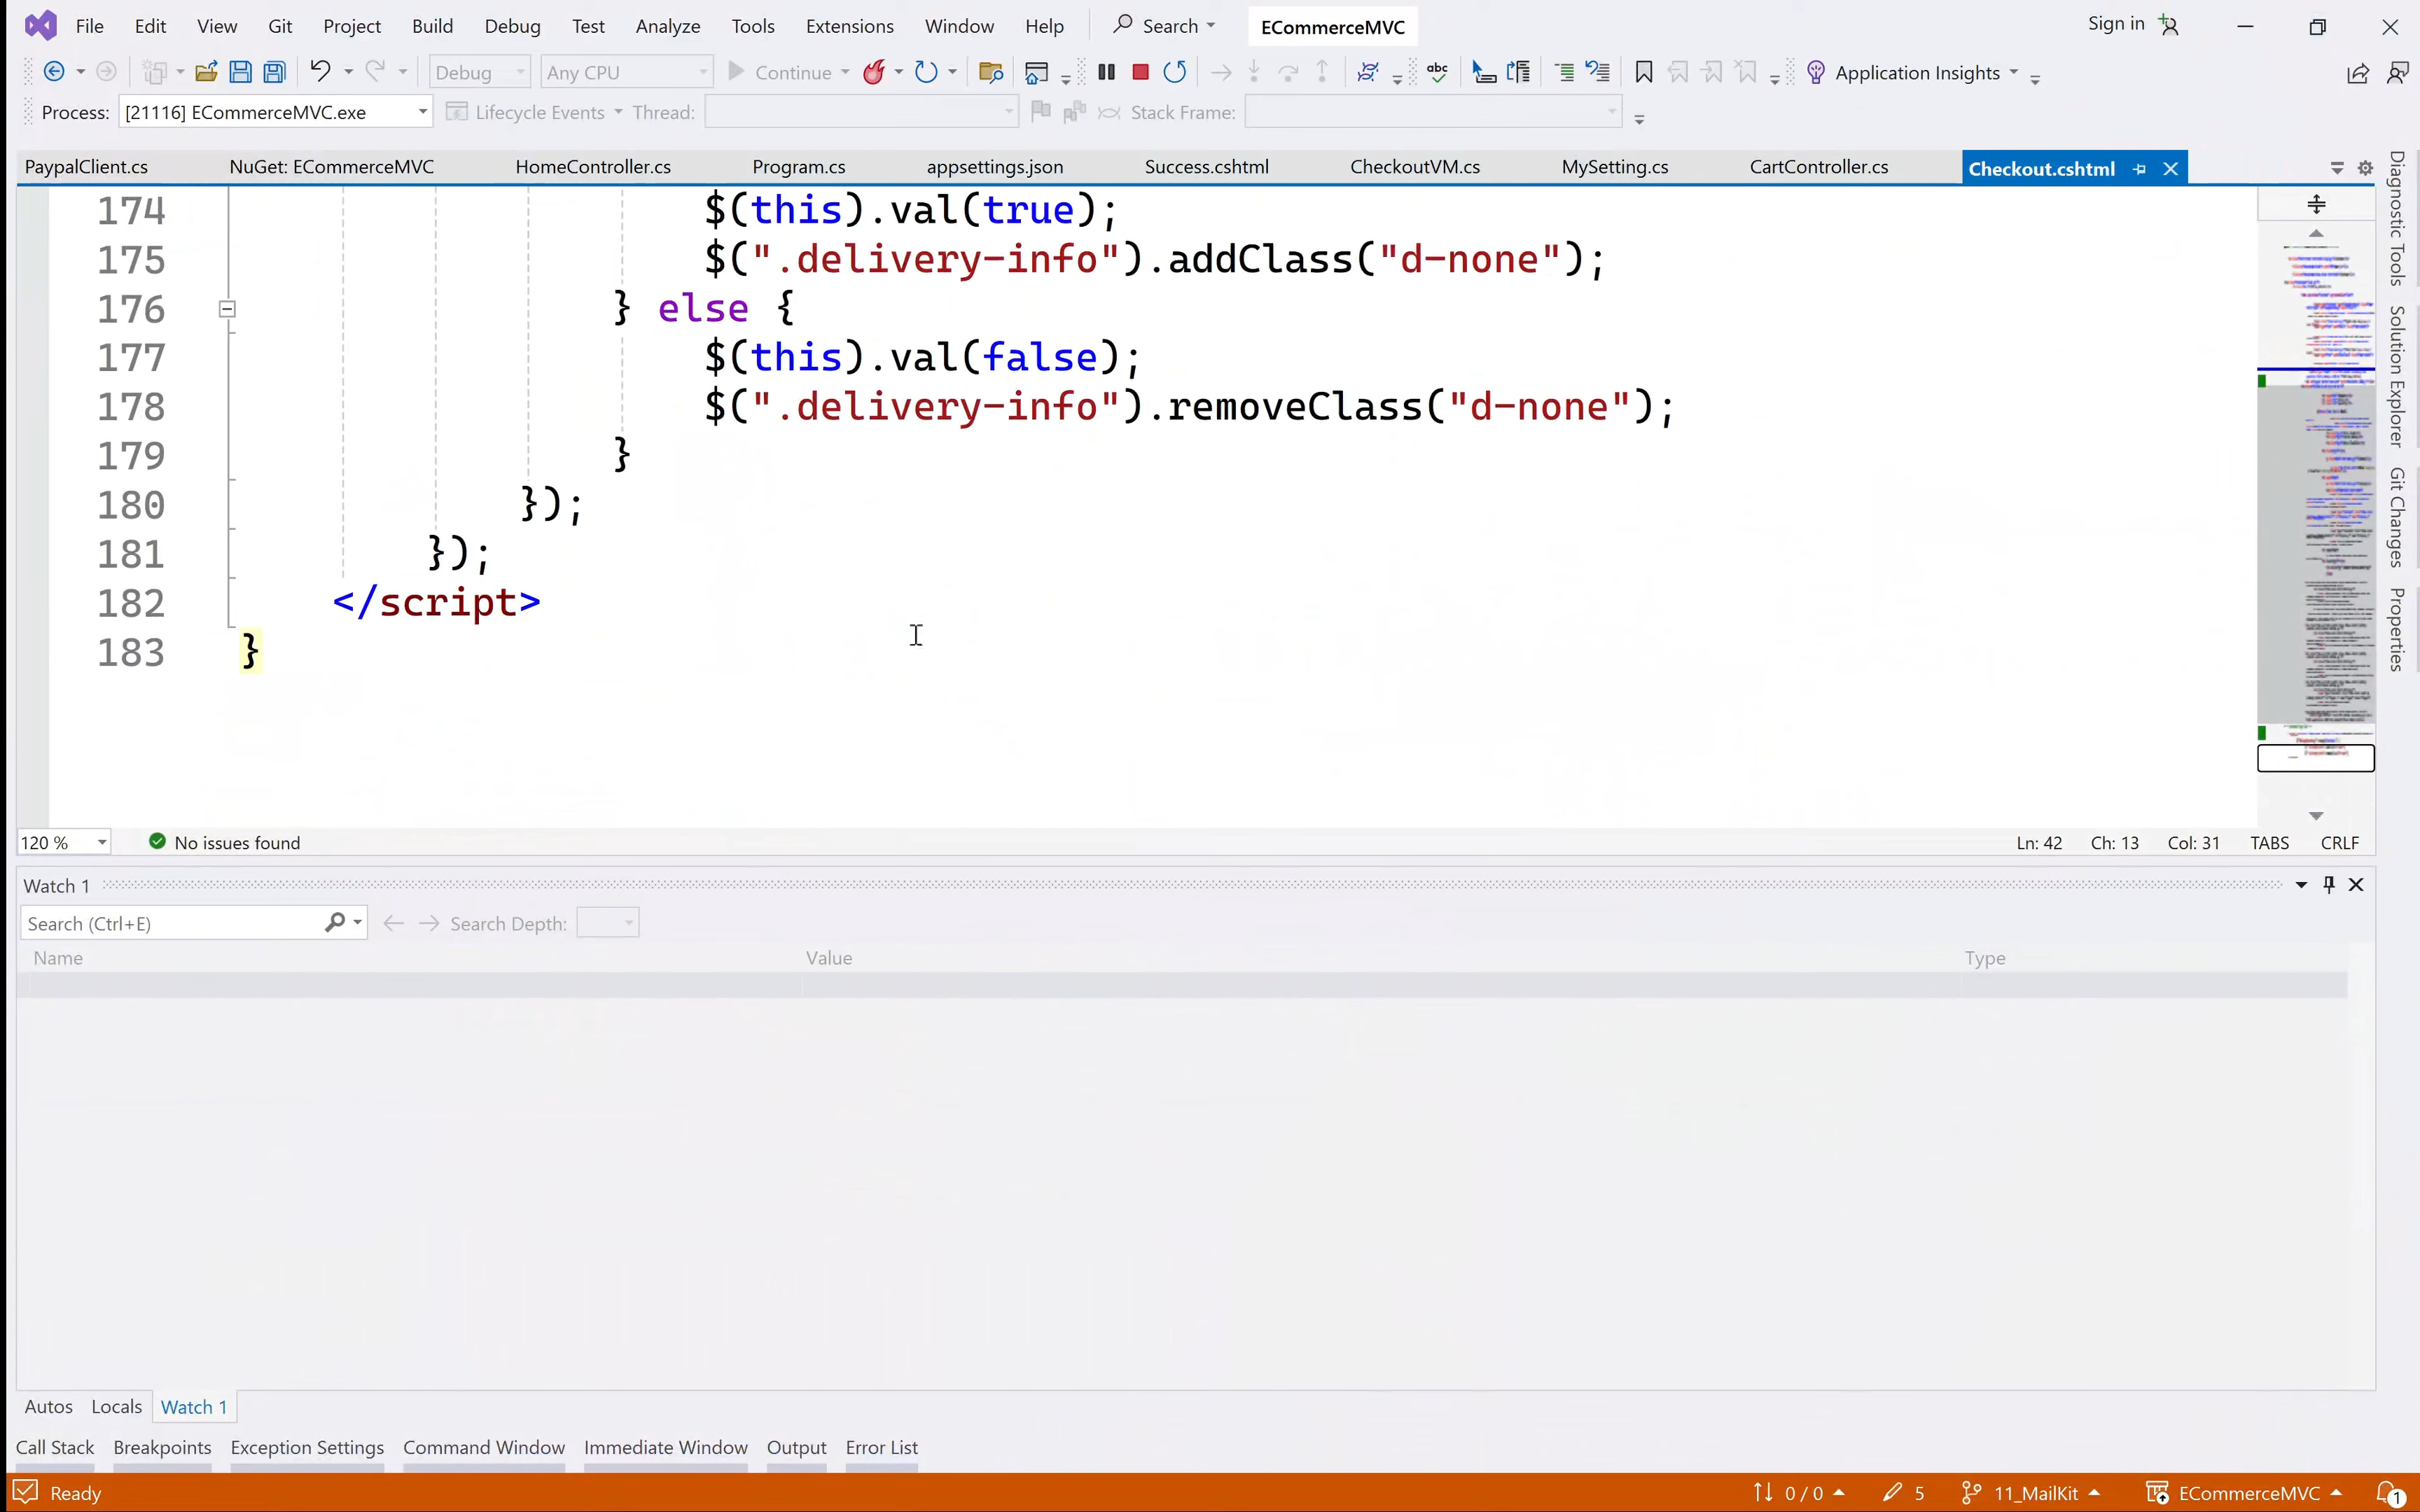 File Edit View Git Project Build Debug Test Analyze Tools Extensions Window Help Search ECommerceMVC Sign in
Debug Any CPU Continue abc Application Insights
Process: [21116] ECommerceMVC.exe Lifecycle Events Thread: Stack Frame:
PaypalClient.cs NuGet: ECommerceMVC HomeController.cs Program.cs appsettings.json Success.cshtml CheckoutVM.cs MySetting.cs CartController.cs Checkout.cshtml
174 $(this).val(true);
175 $(".delivery-info").addClass("d-none");
176 } else {
177 $(this).val(false);
178 $(".delivery-info").removeClass("d-none");
179 }
180 });
181 });
182 </script>
183 }
Diagnostic Tools
Solution Explorer
Git Changes
Properties
120 % No issues found Ln: 42 Ch: 13 Col: 31 TABS CRLF
Watch 1
Search (Ctrl+E) Search Depth:
Name Value Type
Autos Locals Watch 1
Call Stack Breakpoints Exception Settings Command Window Immediate Window Output Error List
Ready 0 / 0 5 11_MailKit ECommerceMVC 1